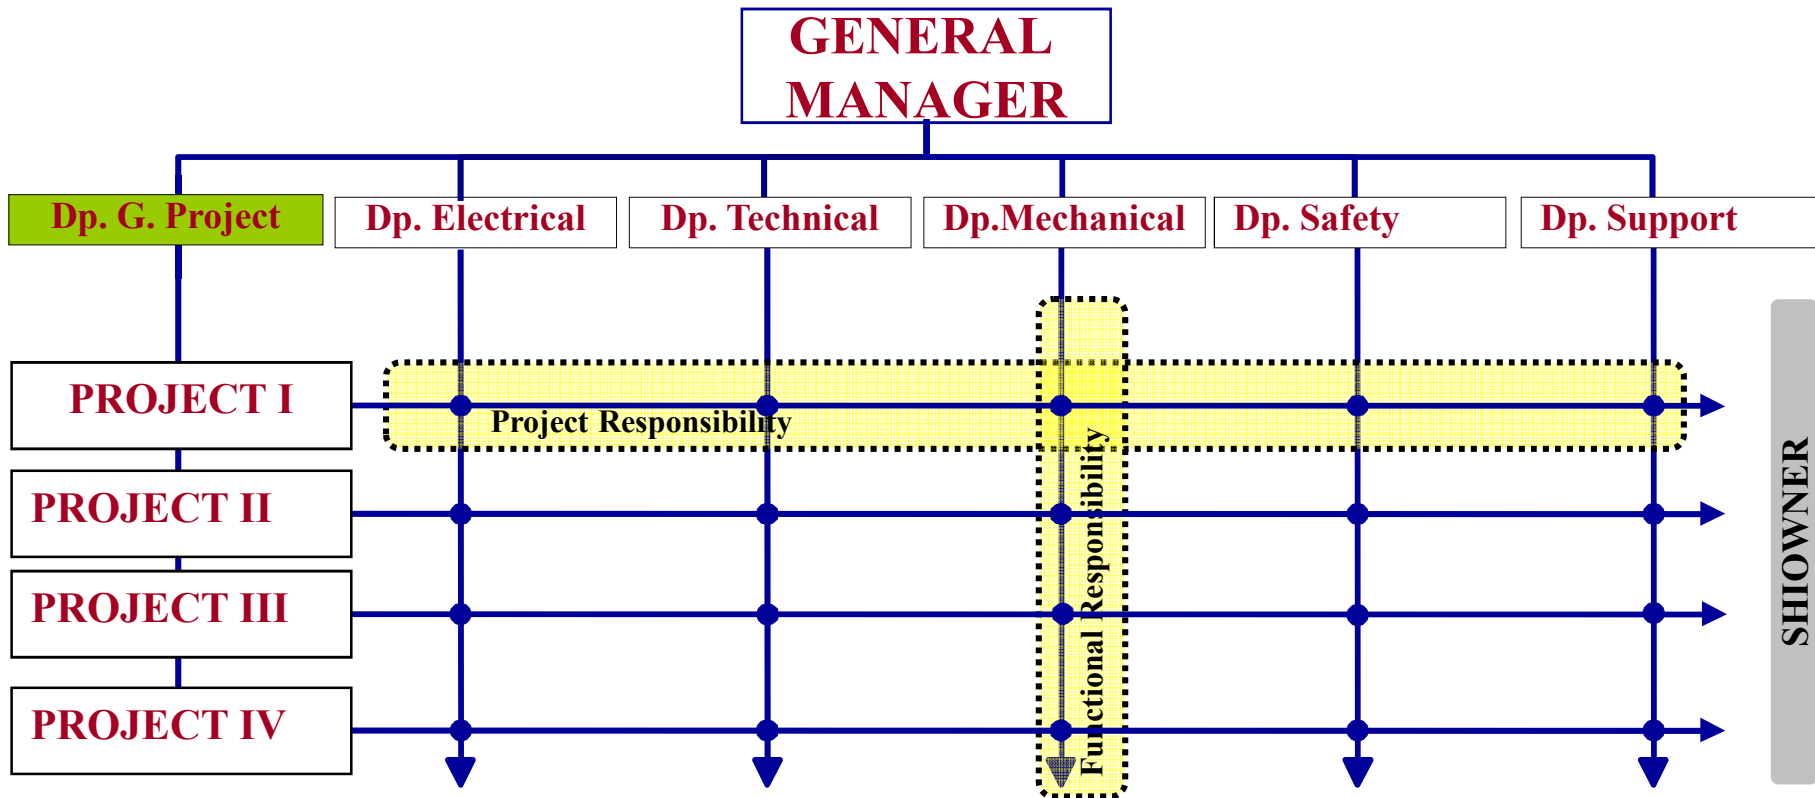 GENERAL
MANAGER
Dp. G. Project
Dp. Electrical
Dp. Technical
Dp.Mechanical
Dp. Safety
Dp. Support
PROJECT I
Project Responsibility
PROJECT II
PROJECT III
PROJECT IV
Functional Responsibility
SHIOWNER